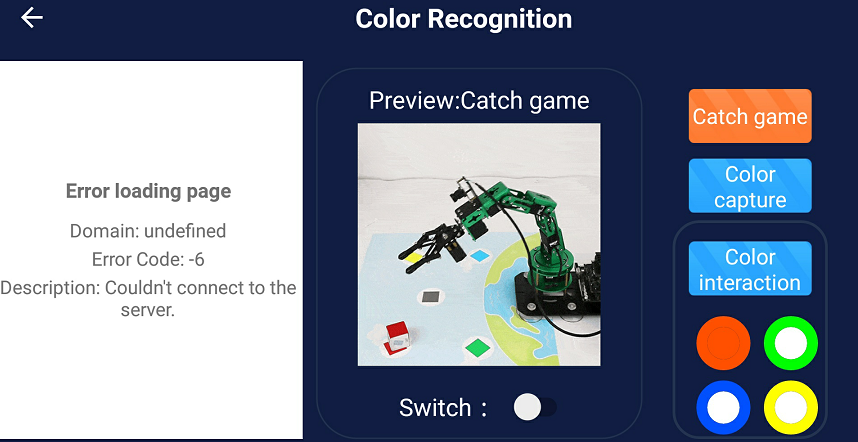 Color Recognition
Error loading page
Domain: undefined
Error Code: -6
Description: Couldn't connect to the
server.
Preview:Catch game
Switch :
Catch game
Color
capture
Color
interaction